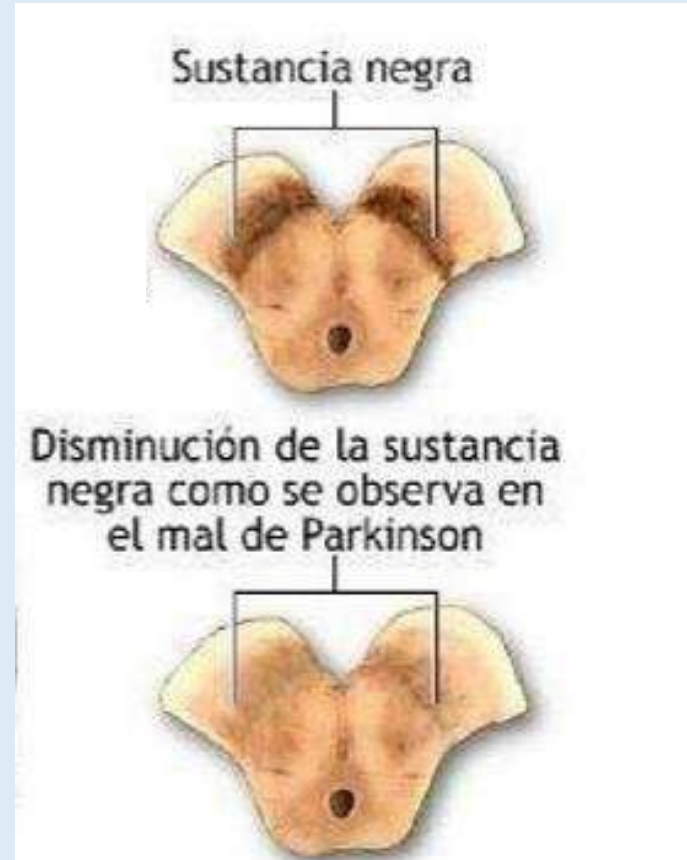 Sustancia negra
Disminución de la sustancia
negra como se observa en
el mal de Parkinson